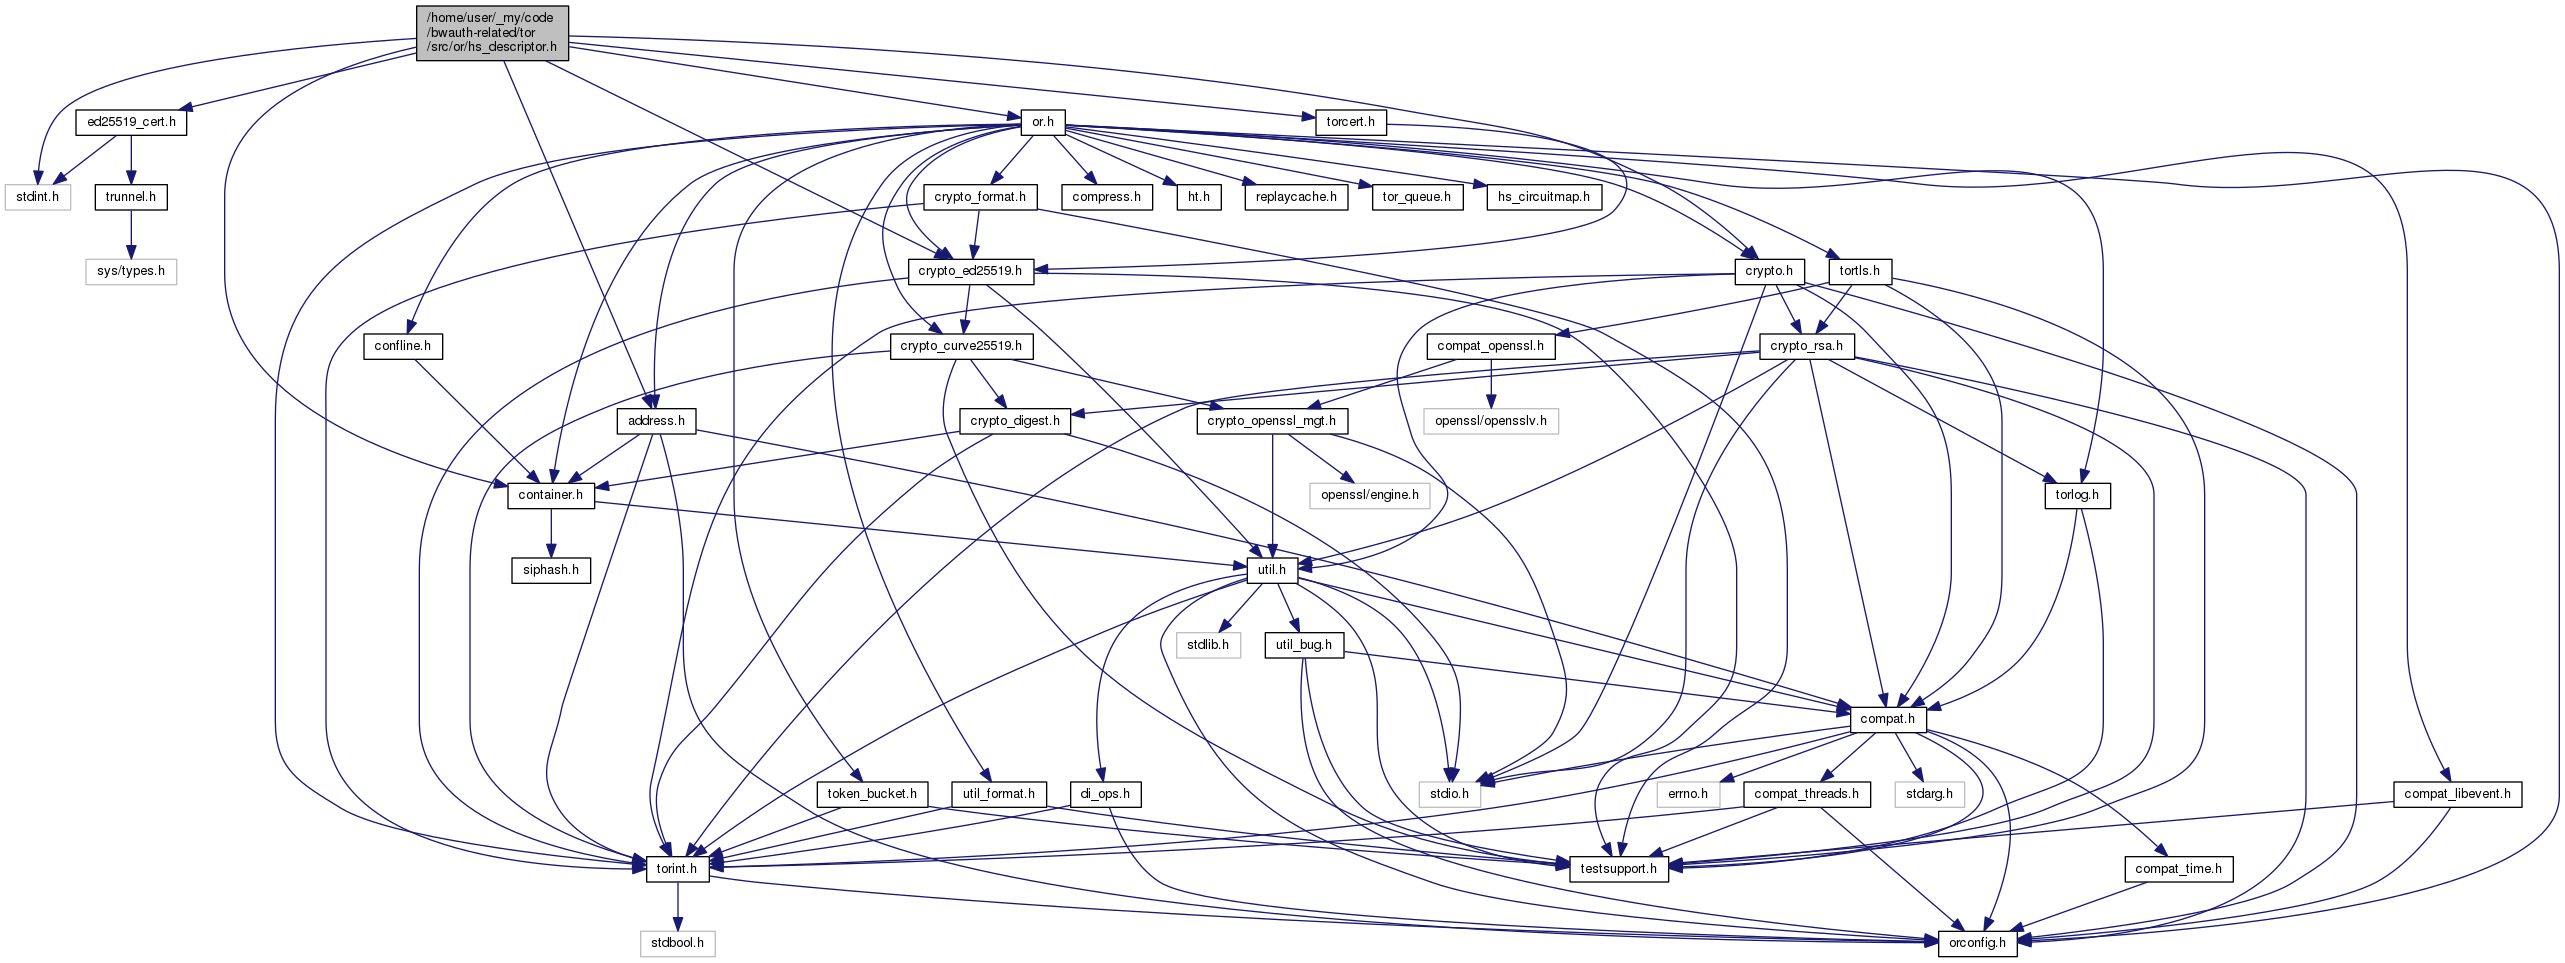 /home/user/_my/code
/bwauth-related/tor
/src/or/hs_descriptor.h
ed25519_cert.h
or.h
torcert.h
stdint.h
trunnel.h
crypto_format.h
compress.h
ht.h
replaycache.h
tor_queue.h
hs_circuitmap.h
sys/types.h
crypto_ed25519.h
crypto.h
tortls.h
confline.h
crypto_curve25519.h
compat_openssl.h
crypto_rsa.h
address.h
crypto_digest.h
crypto_openssl_mgt.h
openssl/opensslv.h
container.h
openssl/engine.h
torlog.h
siphash.h
util.h
stdlib.h
util_bug.h
compat.h
token_bucket.h
util_format.h
di_ops.h
stdio.h
errno.h
compat_threads.h
stdarg.h
compat_libevent.h
torint.h
testsupport.h
compat_time.h
stdbool.h
orconfig.h